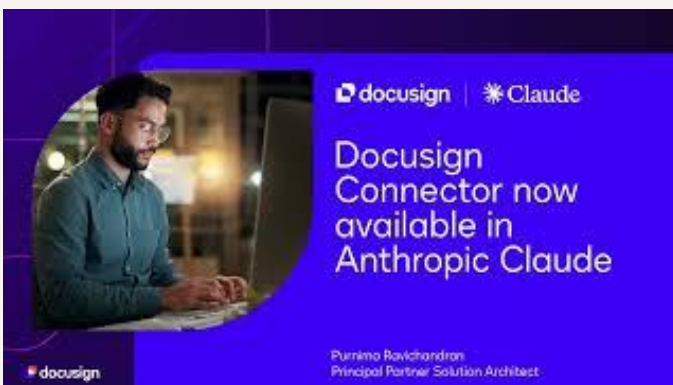 docusign | Claude
Docusign
Connector now
available in
Anthropic Claude
Purnima Ravichandran
Principal Partner Solution Architect
docusign